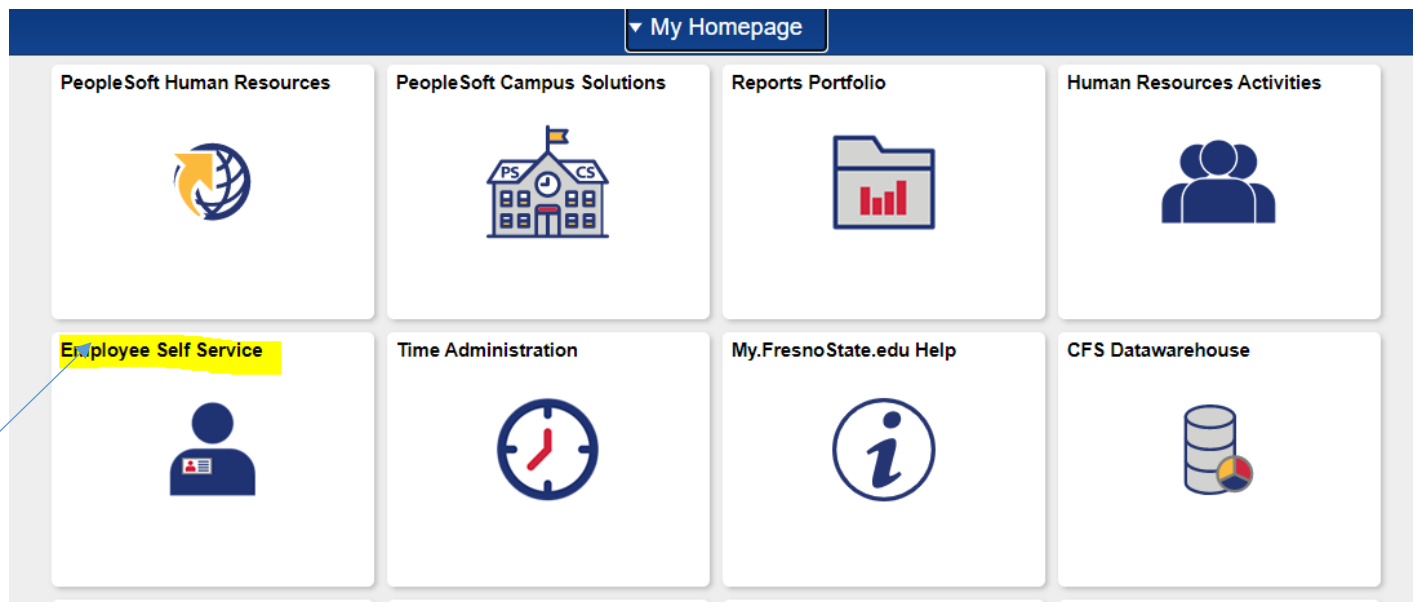 My Homepage
PeopleSoft Human Resources
PeopleSoft Campus Solutions
Reports Portfolio
Human Resources Activities
PS CS
Employee Self Service
Time Administration
My.FresnoState.edu Help
CFS Datawarehouse
i